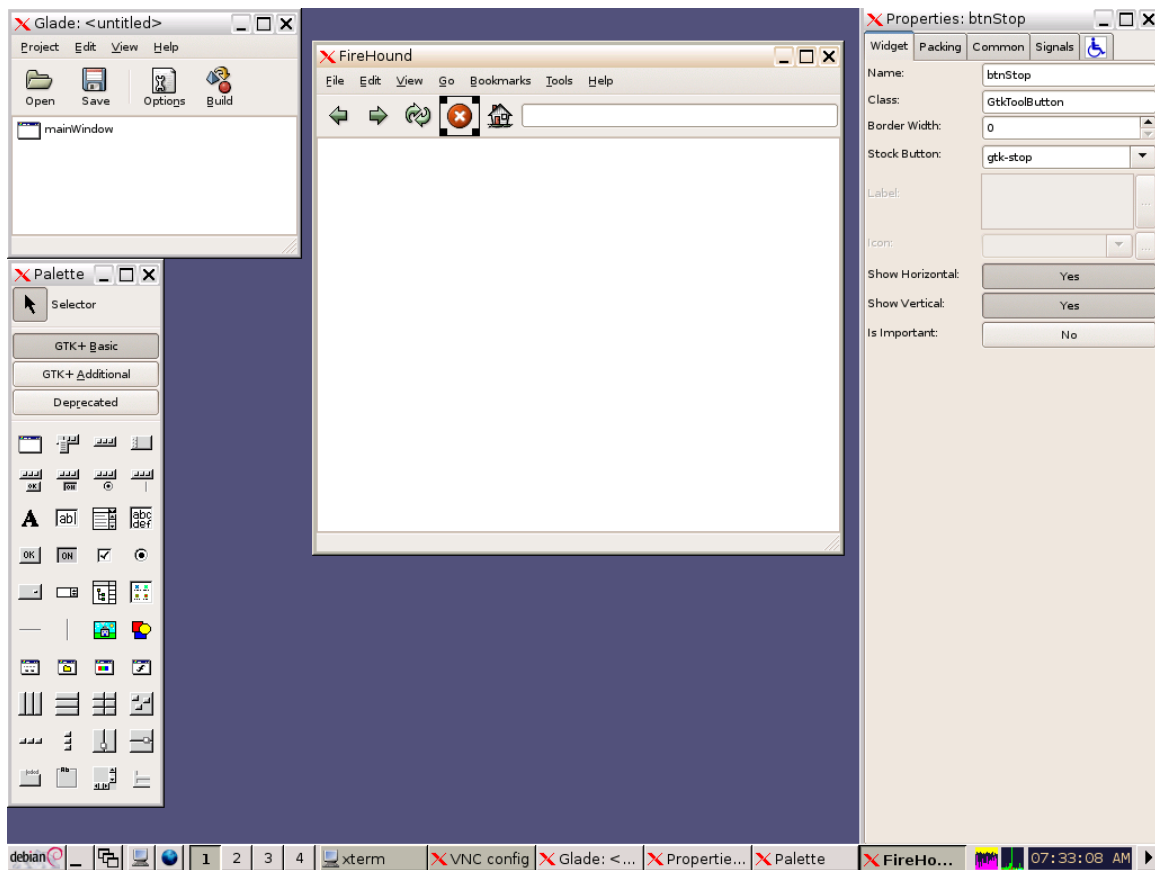 Glade: <untitled>
Project Edit View Help
Open Save Options Build
mainWindow
Palette
Selector
GTK+ Basic
GTK+ Additional
Deprecated
OK ON
A ab| abc def
OK ON
FireHound
File Edit View Go Bookmarks Tools Help
Properties: btnStop
Widget Packing Common Signals
Name: btnStop
Class: GtkToolButton
Border Width: 0
Stock Button: gtk-stop
Label: ...
Icon: ...
Show Horizontal: Yes
Show Vertical: Yes
Is Important: No
debian 1 2 3 4 xterm VNC config Glade: <... Propertie... Palette FireHo... 07:33:08 AM